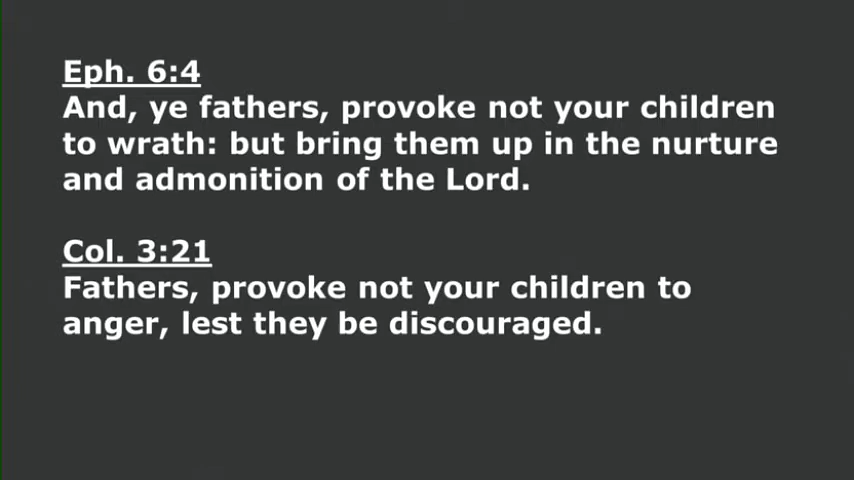 Eph. 6:4
And, ye fathers, provoke not your children
to wrath: but bring them up in the nurture
and admonition of the Lord.
Col. 3:21
Fathers, provoke not your children to
anger, lest they be discouraged.